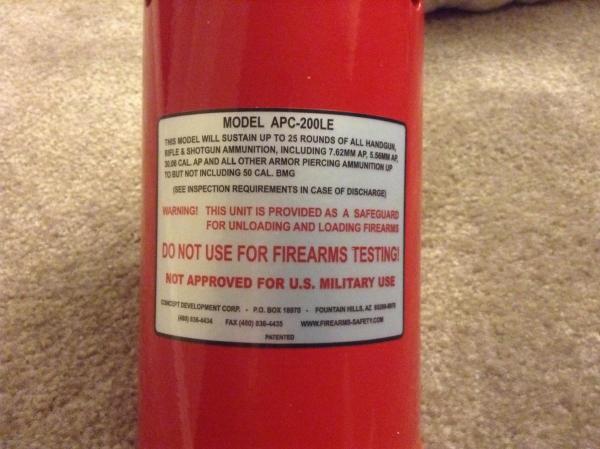 MODEL APC-200LE
THIS MODEL WILL SUSTAIN UP TO 25 ROUNDS OF ALL HANDGUN,
RIFLE & SHOTGUN AMMUNITION, INCLUDING 7.62MM AP, 5.56MM AP,
30.06 CAL. AP AND ALL OTHER ARMOR PIERCING AMMUNITION UP
TO BUT NOT INCLUDING 50 CAL. BMG
(SEE INSPECTION REQUIREMENTS IN CASE OF DISCHARGE)
WARNING! THIS UNIT IS PROVIDED AS A SAFEGUARD
FOR UNLOADING AND LOADING FIREARMS
DO NOT USE FOR FIREARMS TESTING!
NOT APPROVED FOR U.S. MILITARY USE
CONCEPT DEVELOPMENT CORP. - P.O. BOX 18970 - FOUNTAIN HILLS, AZ
(480) 836-4434 FAX (480) 836-4435 WWW.FIREARMS-SAFETY.COM
PATENTED